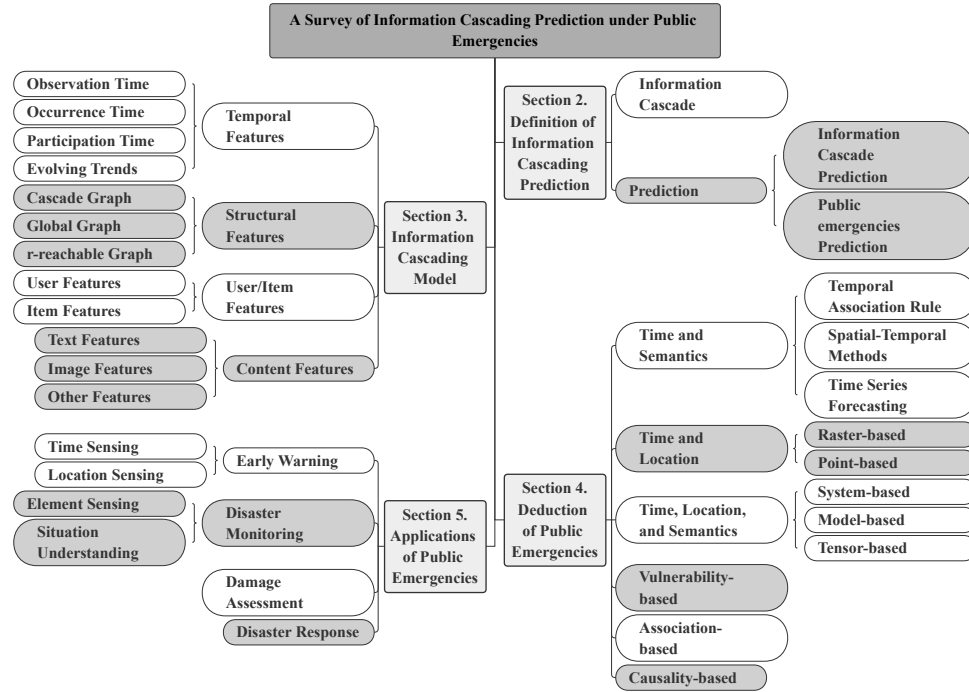 A Survey of Information Cascading Prediction under Public
Emergencies
Section 2.
Definition of
Information
Cascading
Prediction
Information
Cascade
Prediction
Information
Cascade
Prediction
Public
emergencies
Prediction
Section 3.
Information
Cascading
Model
Temporal
Features
Observation Time
Occurrence Time
Participation Time
Evolving Trends
Structural
Features
Cascade Graph
Global Graph
r-reachable Graph
User/Item
Features
User Features
Item Features
Content Features
Text Features
Image Features
Other Features
Section 4.
Deduction
of Public
Emergencies
Time and
Semantics
Temporal
Association Rule
Spatial-Temporal
Methods
Time Series
Forecasting
Time and
Location
Raster-based
Point-based
Time, Location,
and Semantics
System-based
Model-based
Tensor-based
Vulnerability-
based
Association-
based
Causality-based
Section 5.
Applications
of Public
Emergencies
Early Warning
Time Sensing
Location Sensing
Disaster
Monitoring
Element Sensing
Situation
Understanding
Damage
Assessment
Disaster Response